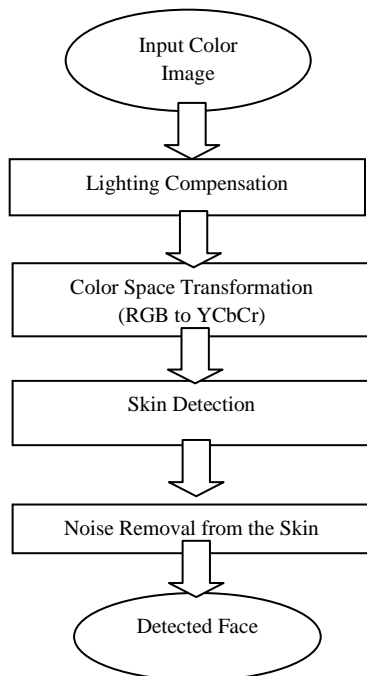 Input Color
Image
Lighting Compensation
Color Space Transformation
(RGB to YCbCr)
Skin Detection
Noise Removal from the Skin
Detected Face